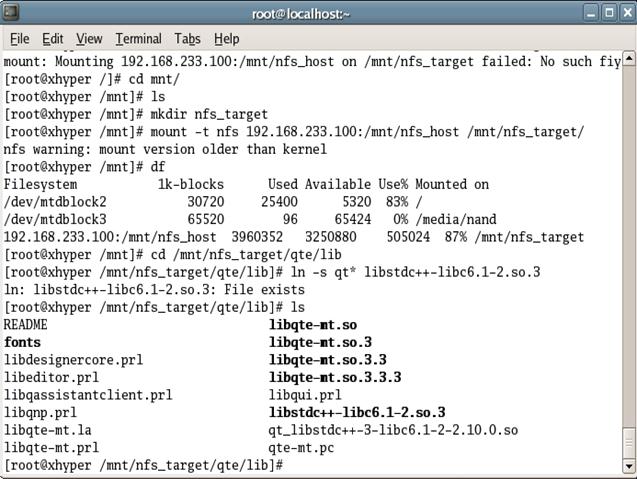 root@localhost:~
File Edit View Terminal Tabs Help
mount: Mounting 192.168.233.100:/mnt/nfs_host on /mnt/nfs_target failed: No such fiy
[root@xhyper /]# cd mnt/
[root@xhyper /mnt]# ls
[root@xhyper /mnt]# mkdir nfs_target
[root@xhyper /mnt]# mount -t nfs 192.168.233.100:/mnt/nfs_host /mnt/nfs_target/
nfs warning: mount version older than kernel
[root@xhyper /mnt]# df
Filesystem 1k-blocks Used Available Use% Mounted on
/dev/mtdblock2 30720 25400 5320 83% /
/dev/mtdblock3 65520 96 65424 0% /media/nand
192.168.233.100:/mnt/nfs_host 3960352 3250880 505024 87% /mnt/nfs_target
[root@xhyper /mnt]# cd /mnt/nfs_target/qte/lib
[root@xhyper /mnt/nfs_target/qte/lib]# ln -s qt* libstdc++-libc6.1-2.so.3
ln: libstdc++-libc6.1-2.so.3: File exists
[root@xhyper /mnt/nfs_target/qte/lib]# ls
README libqte-mt.so
fonts libqte-mt.so.3
libdesignercore.prl libqte-mt.so.3.3
libeditor.prl libqte-mt.so.3.3.3
libqassistantclient.prl libqui.prl
libqnp.prl libstdc++-libc6.1-2.so.3
libqte-mt.la qt_libstdc++-3-libc6.1-2-2.10.0.so
libqte-mt.prl qte-mt.pc
[root@xhyper /mnt/nfs_target/qte/lib]#